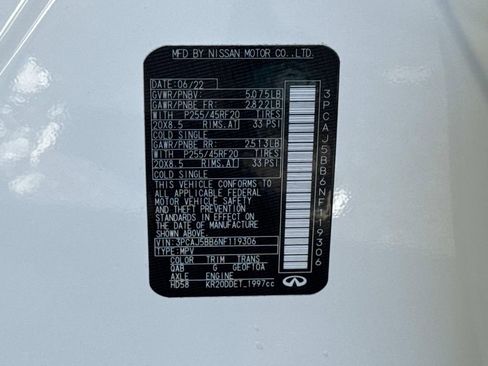 MFD BY NISSAN MOTOR CO.,LTD.
DATE: 06/22
GVWR/PNBV: 5,075LB
GAWR/PNBE FR: 2,822LB
WITH P255/45RF20 TIRES
20X8.5 RIMS.AT 33 PSI
COLD SINGLE
GAWR/PNBE RR: 2,513LB
WITH P255/45RF20 TIRES
20X8.5 RIMS.AT 33 PSI
COLD SINGLE
THIS VEHICLE CONFORMS TO
ALL APPLICABLE FEDERAL
MOTOR VEHICLE SAFETY
AND THEFT PREVENTION
STANDARDS IN EFFECT ON
THE DATE OF MANUFACTURE
SHOWN ABOVE.
VIN: 3PCAJ5BB6NF119306
TYPE: MPV
COLOR TRIM TRANS
QAB G GE0F10A
AXLE ENGINE
HD58 KR20DDET_1997cc
3PCAJ5BB6NF119306